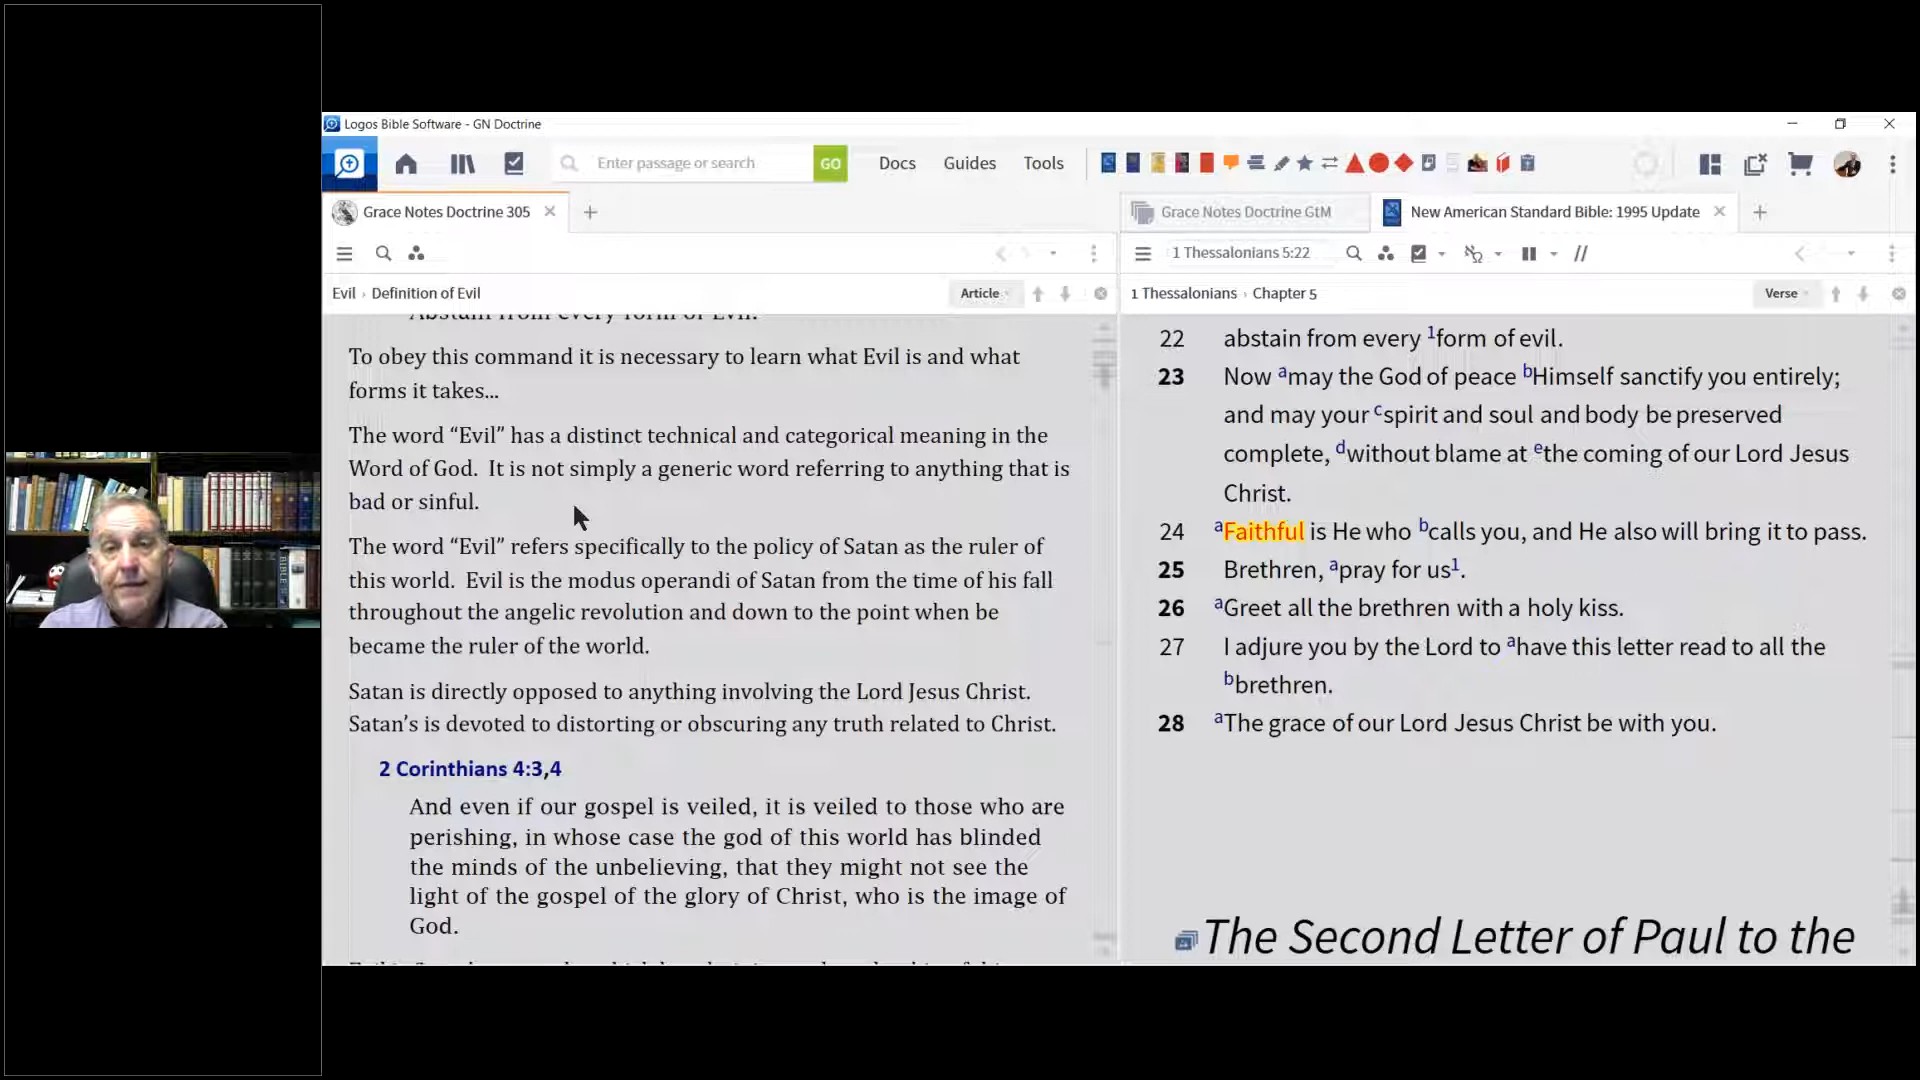 Logos Bible Software - GN Doctrine
Enter passage or search
GO
Docs
Guides
Tools
Grace Notes Doctrine 305
Evil › Definition of Evil
Article
Abstain from every form of Evil.
To obey this command it is necessary to learn what Evil is and what
forms it takes...
The word “Evil” has a distinct technical and categorical meaning in the
Word of God. It is not simply a generic word referring to anything that is
bad or sinful.
The word “Evil” refers specifically to the policy of Satan as the ruler of
this world. Evil is the modus operandi of Satan from the time of his fall
throughout the angelic revolution and down to the point when be
became the ruler of the world.
Satan is directly opposed to anything involving the Lord Jesus Christ.
Satan’s is devoted to distorting or obscuring any truth related to Christ.
2 Corinthians 4:3,4
And even if our gospel is veiled, it is veiled to those who are
perishing, in whose case the god of this world has blinded
the minds of the unbelieving, that they might not see the
light of the gospel of the glory of Christ, who is the image of
God.
Grace Notes Doctrine GtM
New American Standard Bible: 1995 Update
1 Thessalonians 5:22
1 Thessalonians › Chapter 5
Verse
22 abstain from every 1form of evil.
23 Now amay the God of peace bHimself sanctify you entirely;
and may your cspirit and soul and body be preserved
complete, dwithout blame at ethe coming of our Lord Jesus
Christ.
24 aFaithful is He who bcalls you, and He also will bring it to pass.
25 Brethren, apray for us1.
26 aGreet all the brethren with a holy kiss.
27 I adjure you by the Lord to ahave this letter read to all the
bbrethren.
28 aThe grace of our Lord Jesus Christ be with you.
The Second Letter of Paul to the